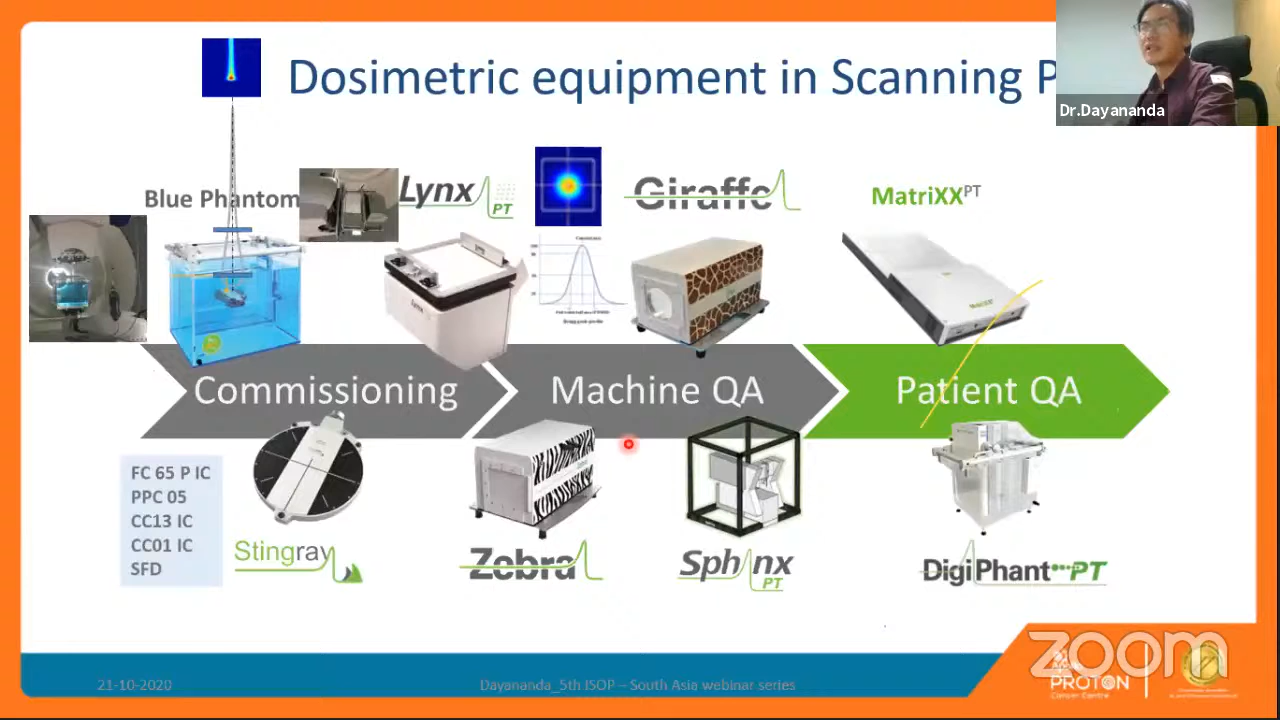 Dosimetric equipment in Scanning P
Dr.Dayananda
Blue Phantom
Lynx PT
Giraffe
MatriXX PT
Commissioning
Machine QA
Patient QA
FC 65 P IC
PPC 05
CC13 IC
CC01 IC
SFD
Stingray
Zebra
Sphinx PT
DigiPhant PT
21-10-2020
Dayananda_5th ISOP – South Asia webinar series
zoom
PROTON
Cancer Centre